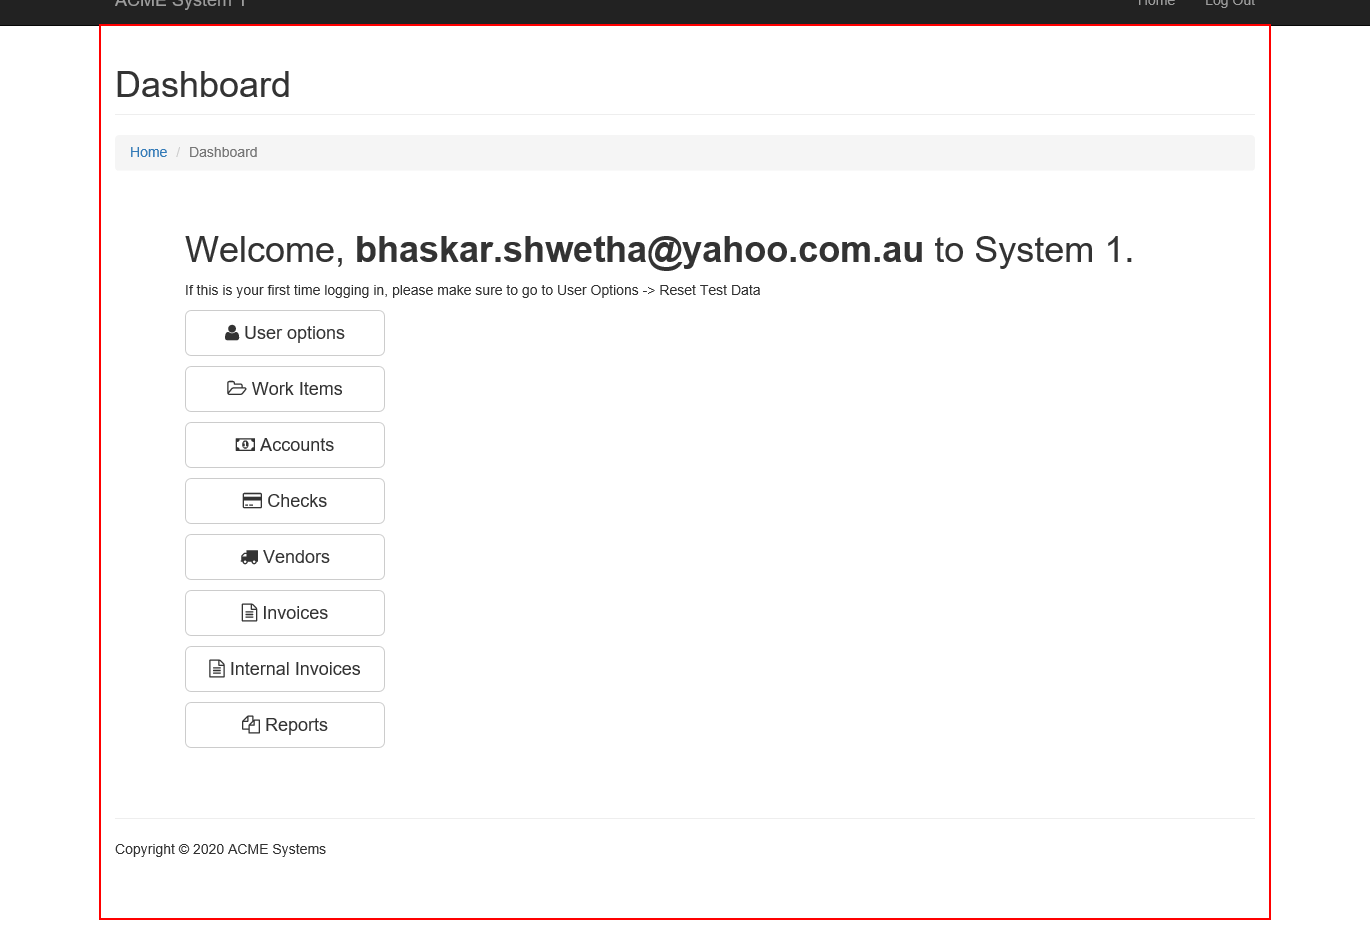 ACME System 1
Home Log Out
Dashboard
Home / Dashboard
Welcome, bhaskar.shwetha@yahoo.com.au to System 1.
If this is your first time logging in, please make sure to go to User Options -> Reset Test Data
User options
Work Items
Accounts
Checks
Vendors
Invoices
Internal Invoices
Reports
Copyright © 2020 ACME Systems